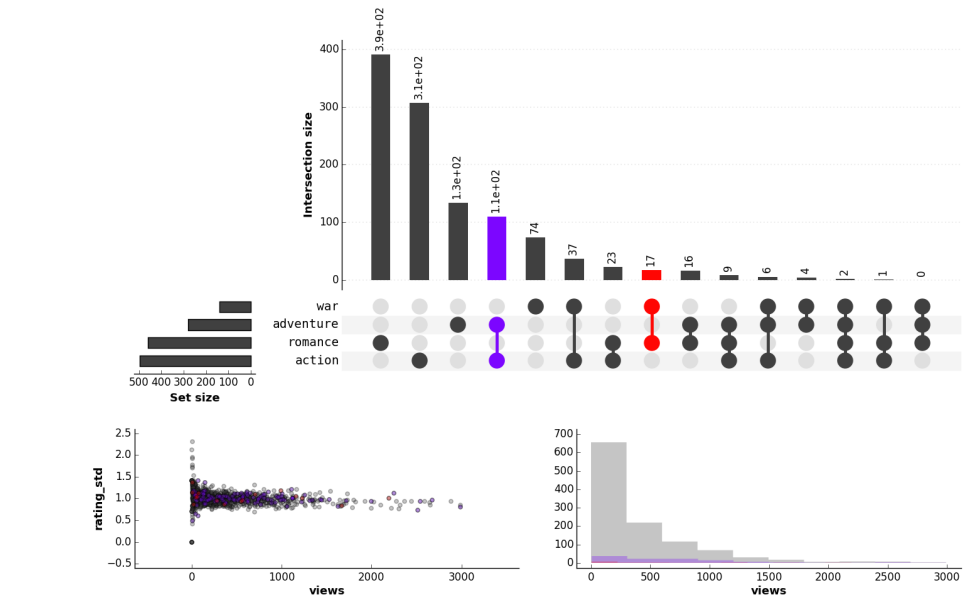 3.9e+02
3.1e+02
1.3e+02
1.1e+02
74
37
23
17
16
9
6
4
2
1
0
Intersection size
400
300
200
100
0
war
adventure
romance
action
500 400 300 200 100 0
Set size
2.5
2.0
1.5
1.0
0.5
0.0
−0.5
rating_std
0 1000 2000 3000
views
700
600
500
400
300
200
100
0
0 500 1000 1500 2000 2500 3000
views